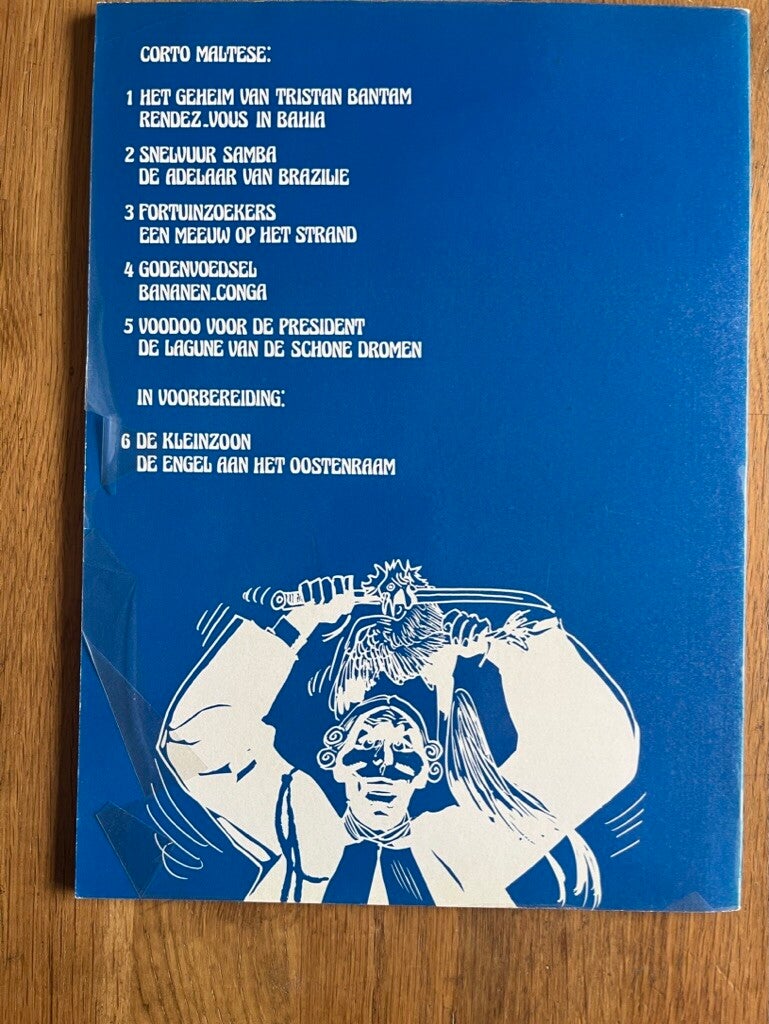 CORTO MALTESE:
1 HET GEHEIM VAN TRISTAN BANTAM
RENDEZ-VOUS IN BAHIA
2 SNELVUUR SAMBA
DE ADELAAR VAN BRAZILIE
3 FORTUINZOEKERS
EEN MEEUW OP HET STRAND
4 GODENVOEDSEL
BANANEN-CONGA
5 VOODOO VOOR DE PRESIDENT
DE LAGUNE VAN DE SCHONE DROMEN
IN VOORBEREIDING:
6 DE KLEINZOON
DE ENGEL AAN HET OOSTENRAAM